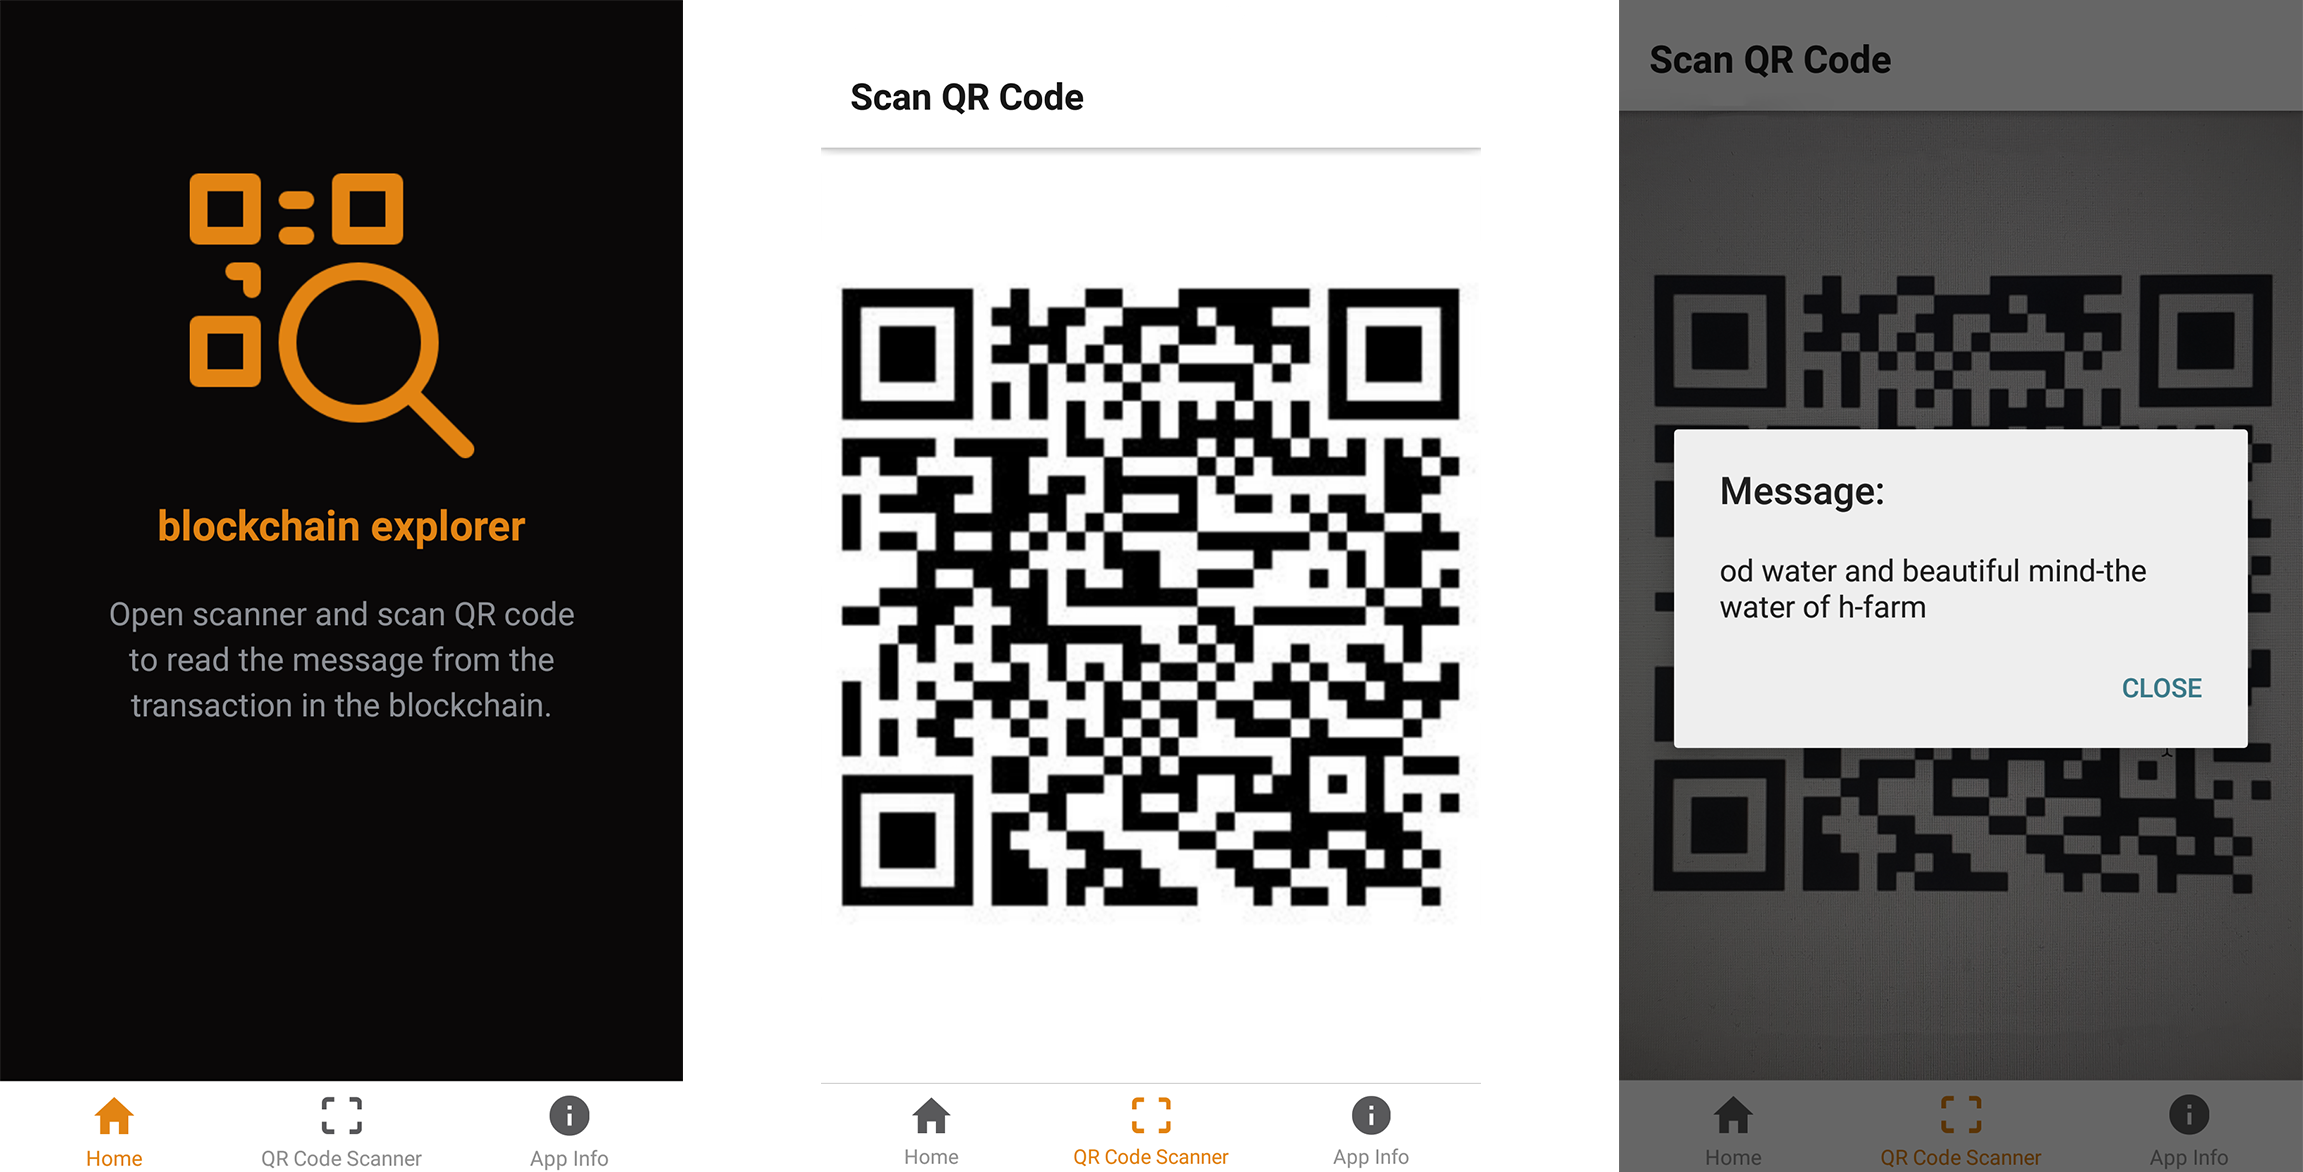 blockchain explorer
Open scanner and scan QR code
to read the message from the
transaction in the blockchain.
Home
QR Code Scanner
App Info
Scan QR Code
Home
QR Code Scanner
App Info
Scan QR Code
Message:
od water and beautiful mind-the
water of h-farm
CLOSE
Home
QR Code Scanner
App Info